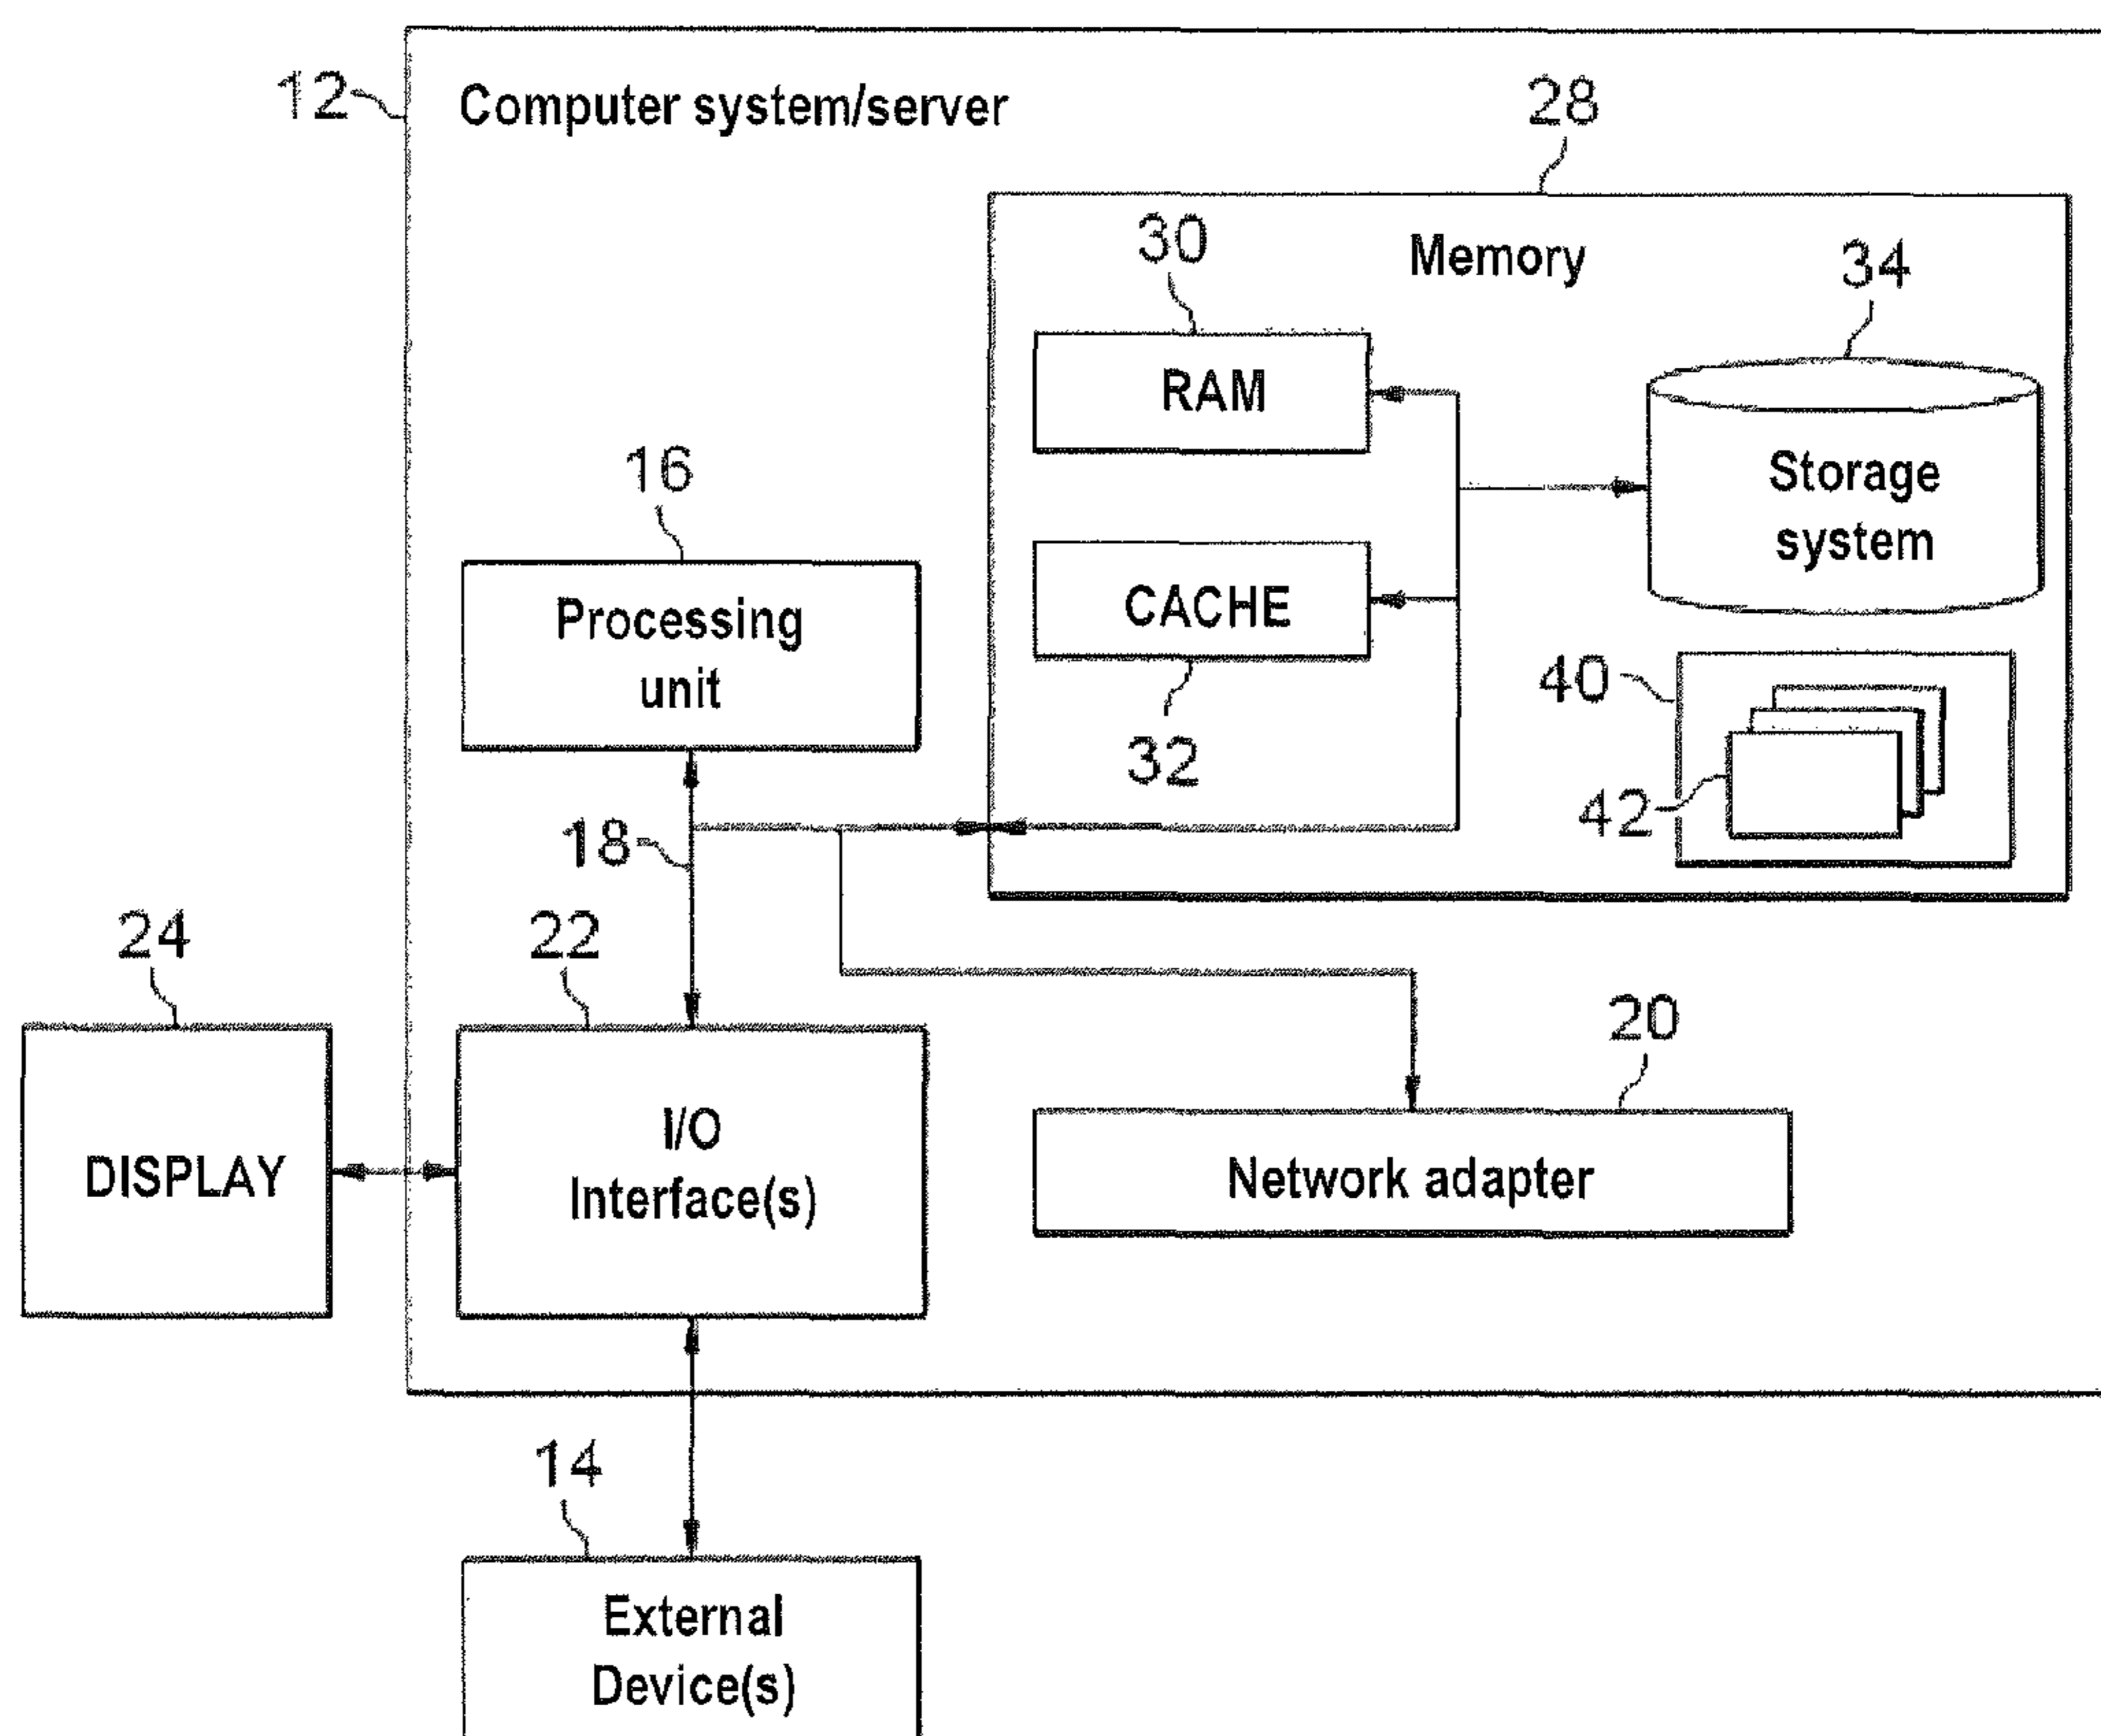 12
Computer system/server
28
30
Memory
34
RAM
16
Storage
system
Processing
unit
CACHE
40
32
42
18
24
22
20
DISPLAY
I/O
Interface(s)
Network adapter
14
External
Device(s)